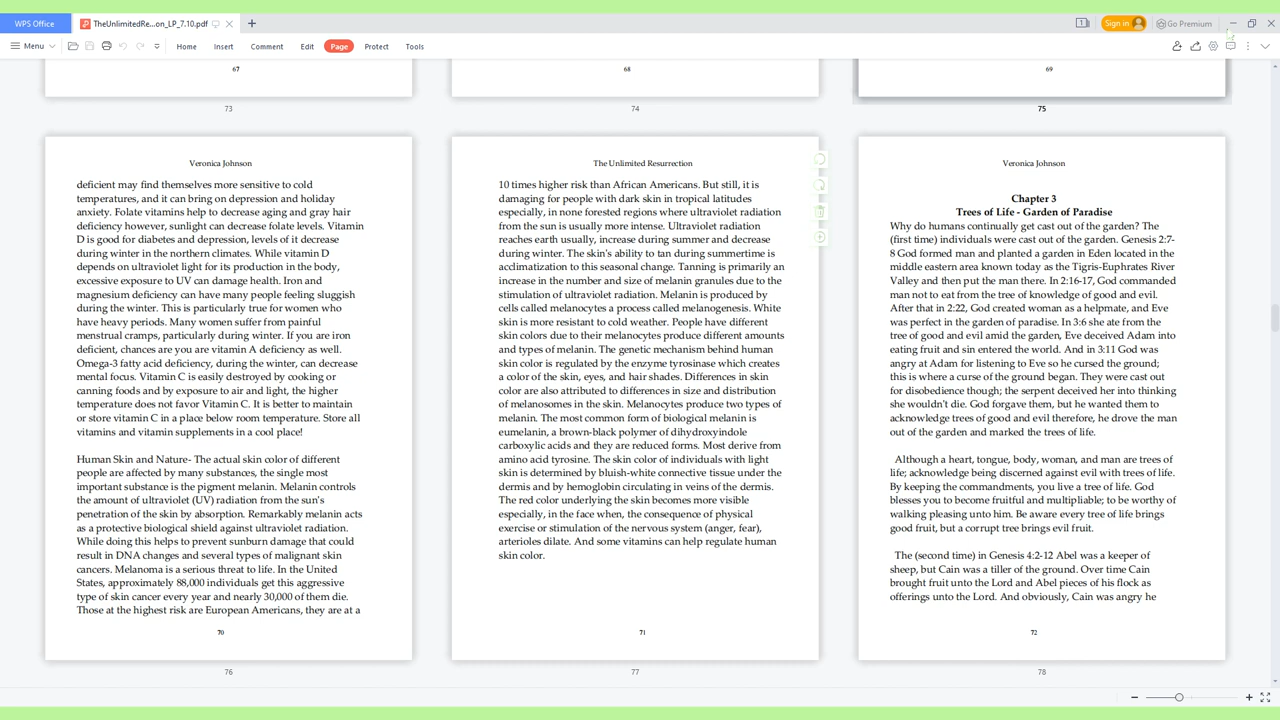 WPS Office
TheUnlimitedRe...on_LP_7.10.pdf
Sign in
Go Premium
Menu
Home
Insert
Comment
Edit
Page
Protect
Tools
67
68
69
73
74
75
Veronica Johnson
deficient may find themselves more sensitive to cold
temperatures, and it can bring on depression and holiday
anxiety. Folate vitamins help to decrease aging and gray hair
deficiency however, sunlight can decrease folate levels. Vitamin
D is good for diabetes and depression, levels of it decrease
during winter in the northern climates. While vitamin D
depends on ultraviolet light for its production in the body,
excessive exposure to UV can damage health. Iron and
magnesium deficiency can have many people feeling sluggish
during the winter. This is particularly true for women who
have heavy periods. Many women suffer from painful
menstrual cramps, particularly during winter. If you are iron
deficient, chances are you are vitamin A deficiency as well.
Omega-3 fatty acid deficiency, during the winter, can decrease
mental focus. Vitamin C is easily destroyed by cooking or
canning foods and by exposure to air and light, the higher
temperature does not favor Vitamin C. It is better to maintain
or store vitamin C in a place below room temperature. Store all
vitamins and vitamin supplements in a cool place!
Human Skin and Nature- The actual skin color of different
people are affected by many substances, the single most
important substance is the pigment melanin. Melanin controls
the amount of ultraviolet (UV) radiation from the sun's
penetration of the skin by absorption. Remarkably melanin acts
as a protective biological shield against ultraviolet radiation.
While doing this helps to prevent sunburn damage that could
result in DNA changes and several types of malignant skin
cancers. Melanoma is a serious threat to life. In the United
States, approximately 88,000 individuals get this aggressive
type of skin cancer every year and nearly 30,000 of them die.
Those at the highest risk are European Americans, they are at a
70
76
The Unlimited Resurrection
10 times higher risk than African Americans. But still, it is
damaging for people with dark skin in tropical latitudes
especially, in none forested regions where ultraviolet radiation
from the sun is usually more intense. Ultraviolet radiation
reaches earth usually, increase during summer and decrease
during winter. The skin's ability to tan during summertime is
acclimatization to this seasonal change. Tanning is primarily an
increase in the number and size of melanin granules due to the
stimulation of ultraviolet radiation. Melanin is produced by
cells called melanocytes a process called melanogenesis. White
skin is more resistant to cold weather. People have different
skin colors due to their melanocytes produce different amounts
and types of melanin. The genetic mechanism behind human
skin color is regulated by the enzyme tyrosinase which creates
a color of the skin, eyes, and hair shades. Differences in skin
color are also attributed to differences in size and distribution
of melanosomes in the skin. Melanocytes produce two types of
melanin. The most common form of biological melanin is
eumelanin, a brown-black polymer of dihydroxyindole
carboxylic acids and they are reduced forms. Most derive from
amino acid tyrosine. The skin color of individuals with light
skin is determined by bluish-white connective tissue under the
dermis and by hemoglobin circulating in veins of the dermis.
The red color underlying the skin becomes more visible
especially, in the face when, the consequence of physical
exercise or stimulation of the nervous system (anger, fear),
arterioles dilate. And some vitamins can help regulate human
skin color.
71
77
Veronica Johnson
Chapter 3
Trees of Life - Garden of Paradise
Why do humans continually get cast out of the garden? The
(first time) individuals were cast out of the garden. Genesis 2:7-
8 God formed man and planted a garden in Eden located in the
middle eastern area known today as the Tigris-Euphrates River
Valley and then put the man there. In 2:16-17, God commanded
man not to eat from the tree of knowledge of good and evil.
After that in 2:22, God created woman as a helpmate, and Eve
was perfect in the garden of paradise. In 3:6 she ate from the
tree of good and evil amid the garden, Eve deceived Adam into
eating fruit and sin entered the world. And in 3:11 God was
angry at Adam for listening to Eve so he cursed the ground;
this is where a curse of the ground began. They were cast out
for disobedience though; the serpent deceived her into thinking
she wouldn't die. God forgave them, but he wanted them to
acknowledge trees of good and evil therefore, he drove the man
out of the garden and marked the trees of life.
Although a heart, tongue, body, woman, and man are trees of
life; acknowledge being discerned against evil with trees of life.
By keeping the commandments, you live a tree of life. God
blesses you to become fruitful and multipliable; to be worthy of
walking pleasing unto him. Be aware every tree of life brings
good fruit, but a corrupt tree brings evil fruit.
The (second time) in Genesis 4:2-12 Abel was a keeper of
sheep, but Cain was a tiller of the ground. Over time Cain
brought fruit unto the Lord and Abel pieces of his flock as
offerings unto the Lord. And obviously, Cain was angry he
72
78